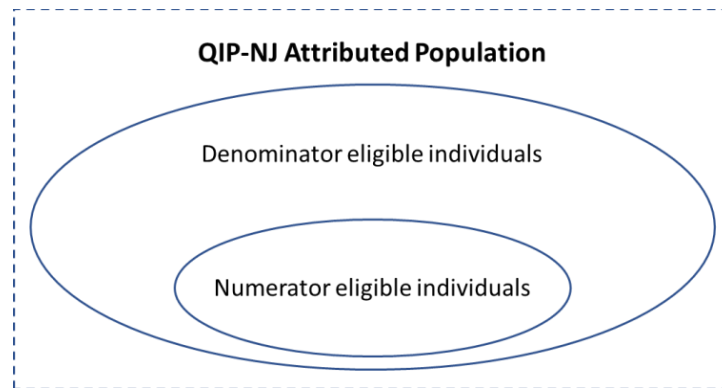 QIP-NJ Attributed Population
Denominator eligible individuals
Numerator eligible individuals